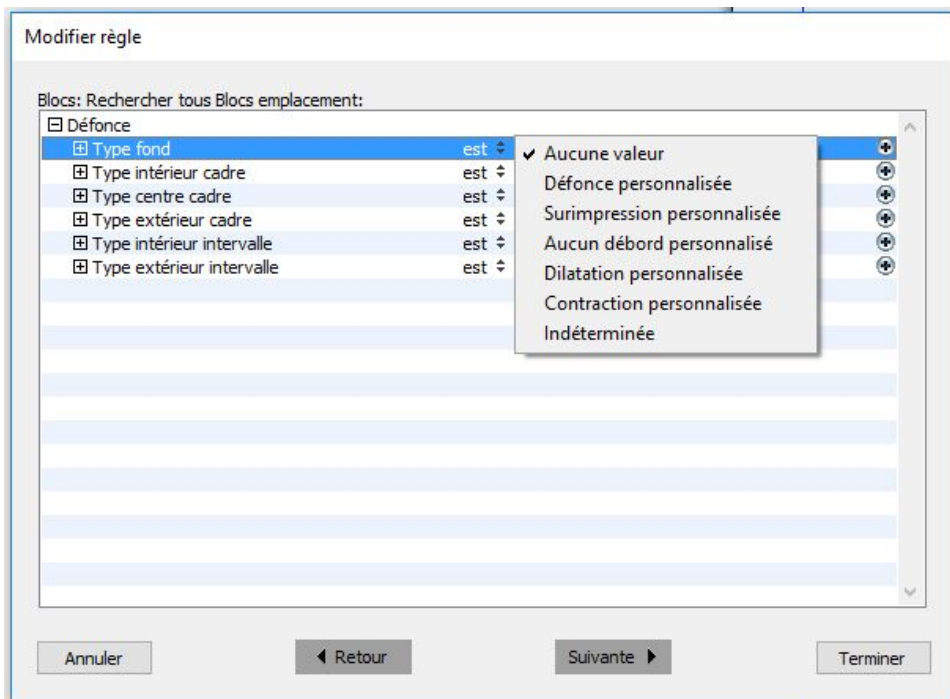 Modifier règle
Blocs: Rechercher tous Blocs emplacement:
Défonce
Type fond est
Type intérieur cadre est
Type centre cadre est
Type extérieur cadre est
Type intérieur intervalle est
Type extérieur intervalle est
Aucune valeur
Défonce personnalisée
Surimpression personnalisée
Aucun débord personnalisé
Dilatation personnalisée
Contraction personnalisée
Indéterminée
Annuler Retour Suivante Terminer